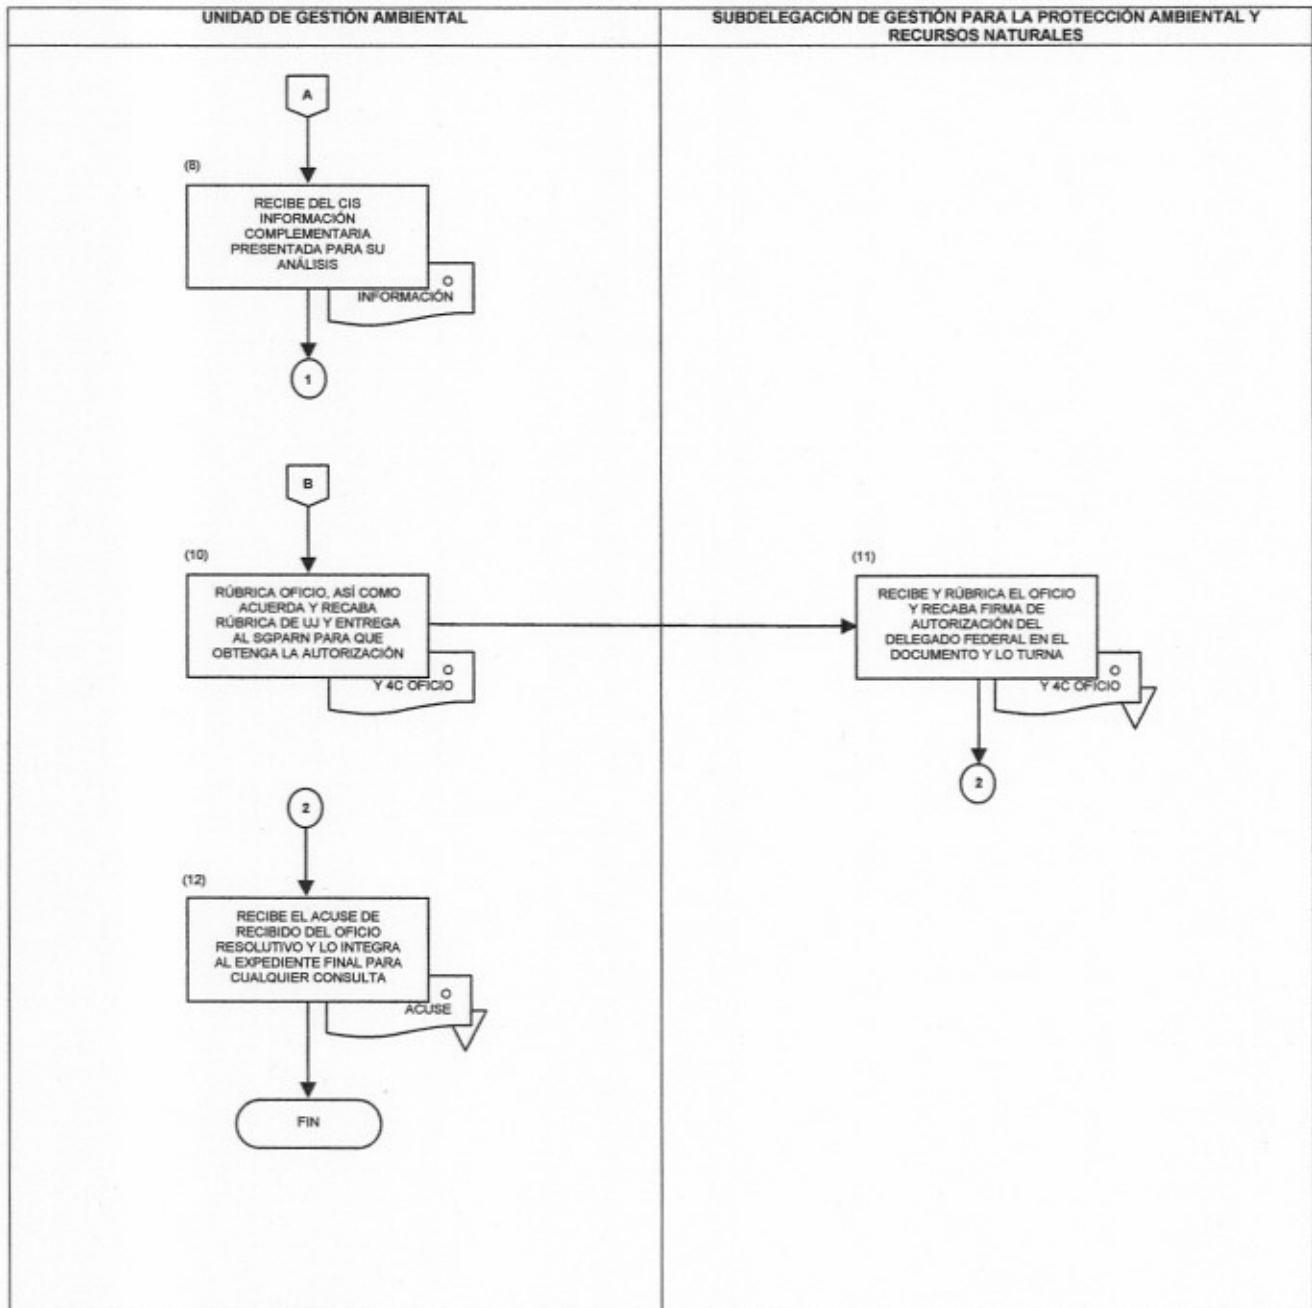 UNIDAD DE GESTIÓN AMBIENTAL
SUBDELEGACIÓN DE GESTIÓN PARA LA PROTECCIÓN AMBIENTAL Y
RECURSOS NATURALES
A
(8)
RECIBE DEL CIS
INFORMACIÓN
COMPLEMENTARIA
PRESENTADA PARA SU
ANÁLISIS
O
INFORMACIÓN
1
B
(10)
RÚBRICA OFICIO, ASÍ COMO
ACUERDA Y RECABA
RÚBRICA DE UJ Y ENTREGA
AL SGPARN PARA QUE
OBTENGA LA AUTORIZACIÓN
O
Y 4C OFICIO
(11)
RECIBE Y RÚBRICA EL OFICIO
Y RECABA FIRMA DE
AUTORIZACIÓN DEL
DELEGADO FEDERAL EN EL
DOCUMENTO Y LO TURNA
O
Y 4C OFICIO
2
2
(12)
RECIBE EL ACUSE DE
RECIBIDO DEL OFICIO
RESOLUTIVO Y LO INTEGRA
AL EXPEDIENTE FINAL PARA
CUALQUIER CONSULTA
O
ACUSE
FIN